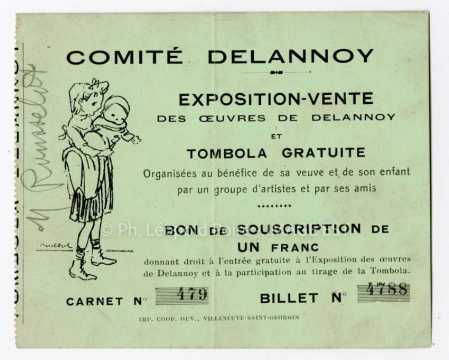 COMITÉ DELANNOY
EXPOSITION-VENTE
DES ŒUVRES DE DELANNOY
ET
TOMBOLA GRATUITE
Organisées au bénéfice de sa veuve et de son enfant
par un groupe d'artistes et par ses amis
BON DE SOUSCRIPTION DE
UN FRANC
donnant droit à l'entrée gratuite à l'Exposition des œuvres
de Delannoy et à la participation au tirage de la Tombola.
CARNET N° 479 BILLET N° 4788
IMP. COOP. OUV., VILLENEUVE-SAINT-GEORGES